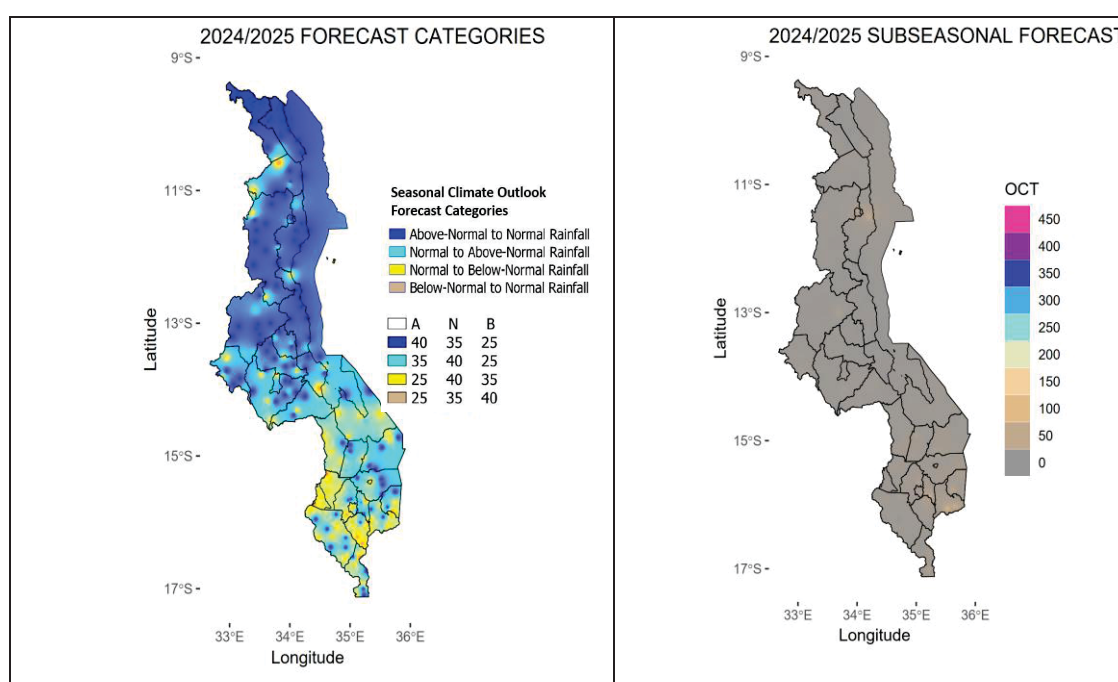 2024/2025 FORECAST CATEGORIES
9°S
11°S
13°S
15°S
17°S
Latitude
33°E 34°E 35°E 36°E
Longitude
Seasonal Climate Outlook
Forecast Categories
Above-Normal to Normal Rainfall
Normal to Above-Normal Rainfall
Normal to Below-Normal Rainfall
Below-Normal to Normal Rainfall
A N B
40 35 25
35 40 25
25 40 35
25 35 40
2024/2025 SUBSEASONAL FORECAST
9°S
11°S
13°S
15°S
17°S
Latitude
33°E 34°E 35°E 36°E
Longitude
OCT
450
400
350
300
250
200
150
100
50
0